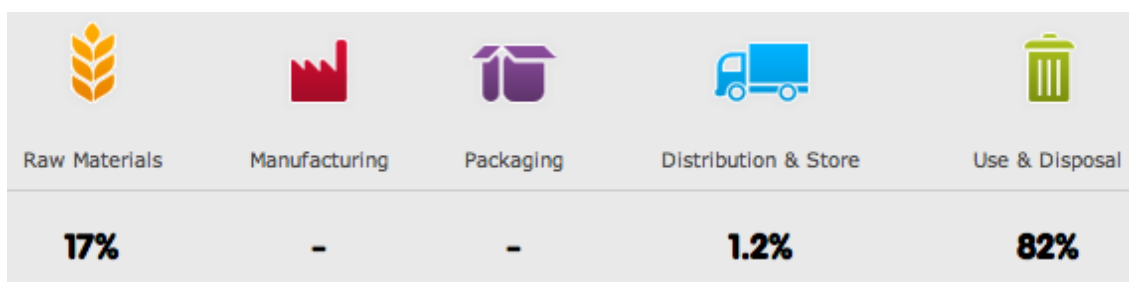 Raw Materials Manufacturing Packaging Distribution & Store Use & Disposal
17% - - 1.2% 82%